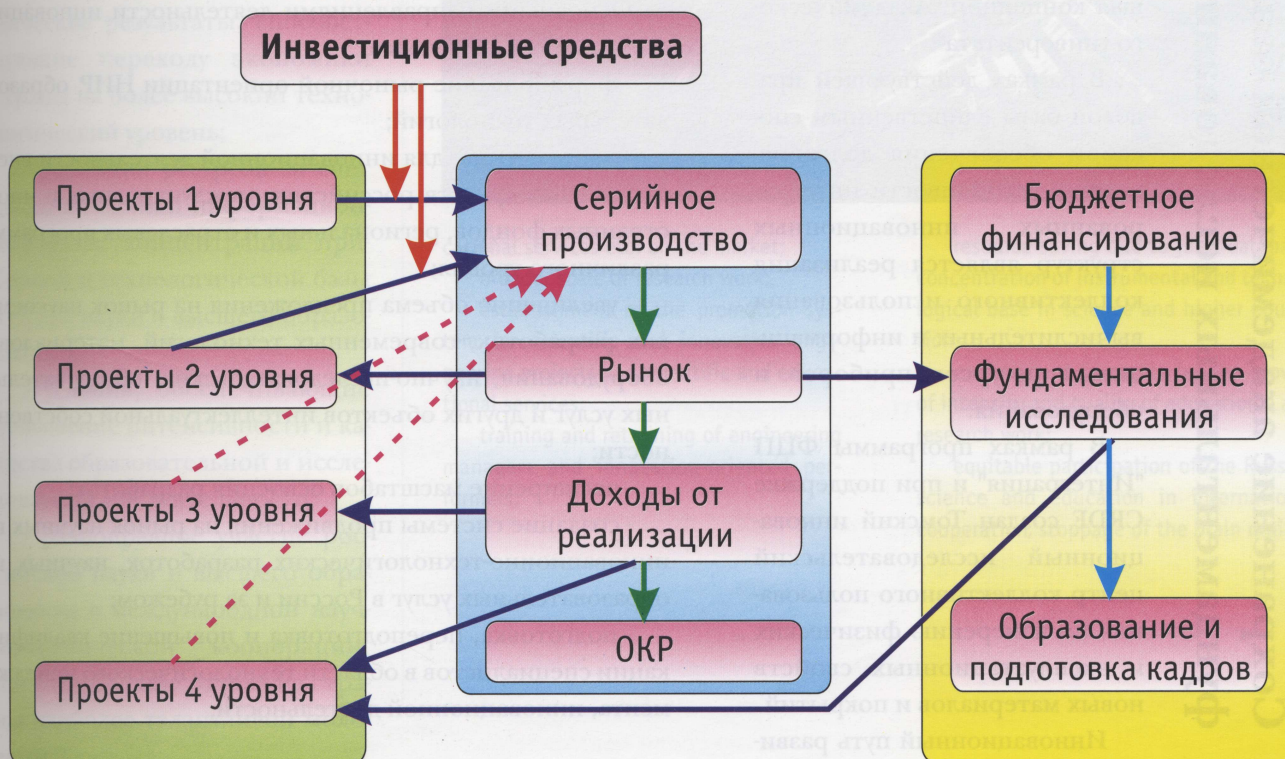 Инвестиционные средства
Проекты 1 уровня
Проекты 2 уровня
Проекты 3 уровня
Проекты 4 уровня
Серийное
производство
Рынок
Доходы от
реализации
ОКР
Бюджетное
финансирование
Фундаментальные
исследования
Образование и
подготовка кадров